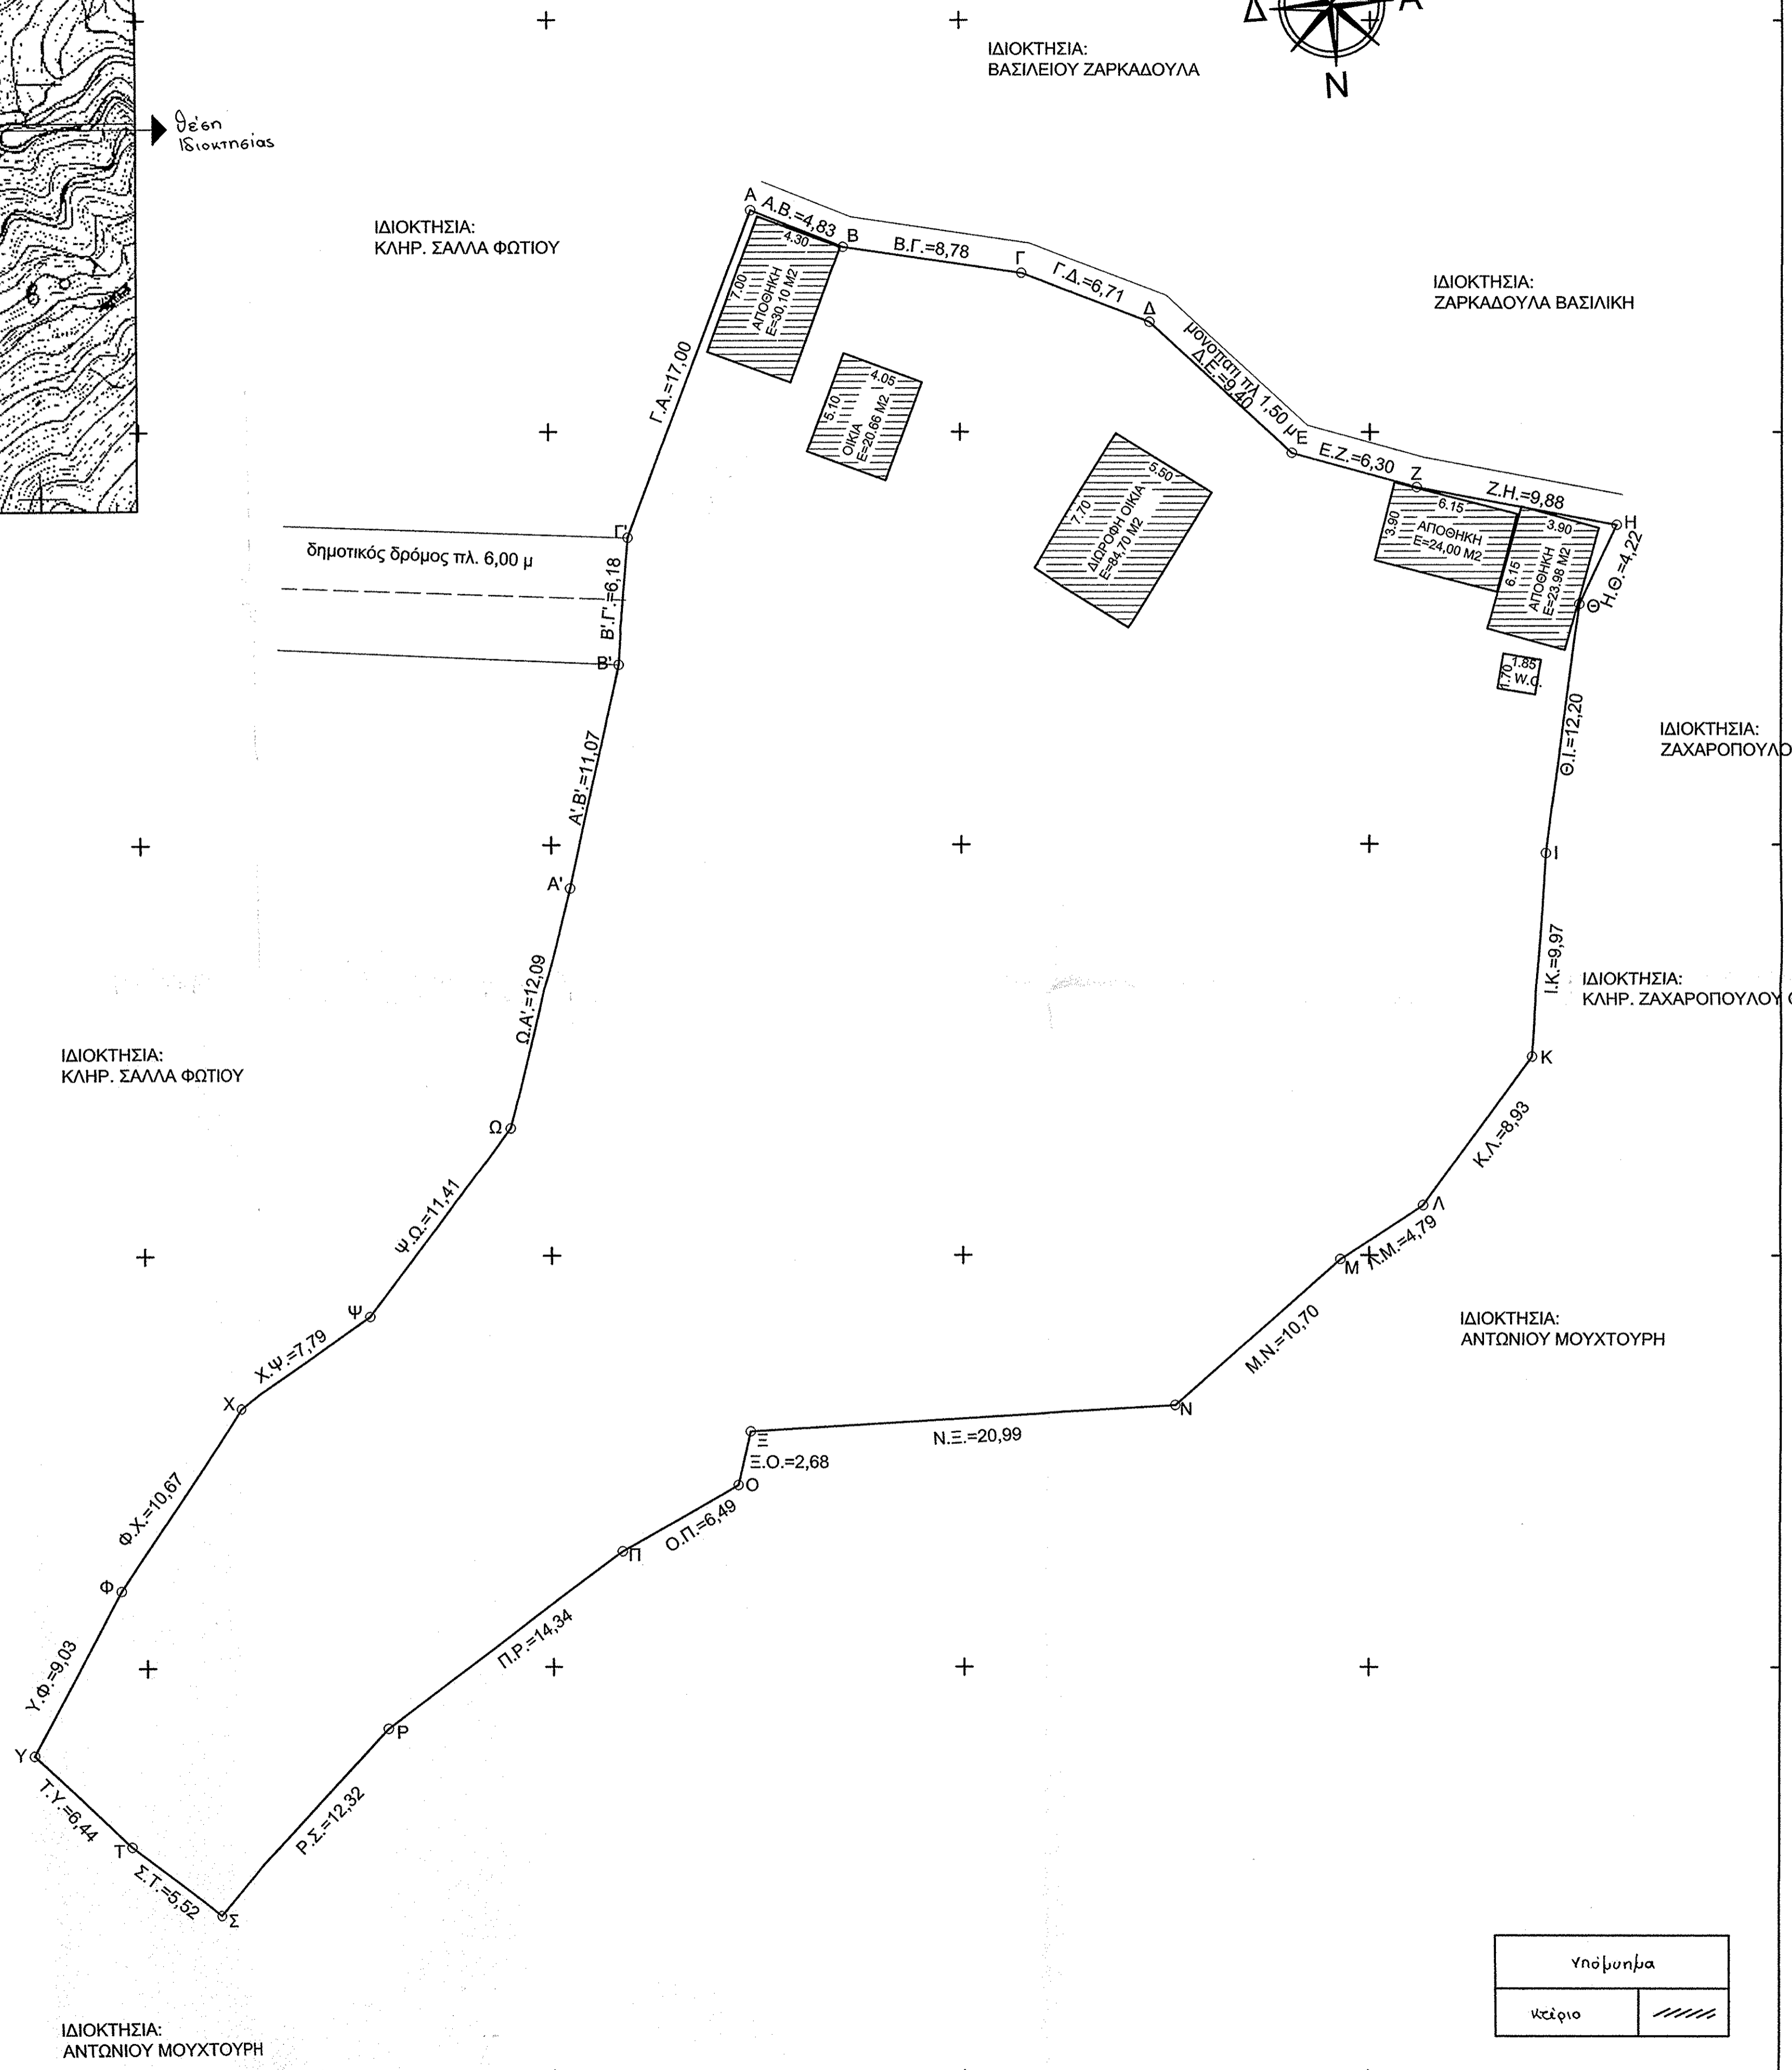 Δ
Α
Ν
ΙΔΙΟΚΤΗΣΙΑ:
ΒΑΣΙΛΕΙΟΥ ΖΑΡΚΑΔΟΥΛΑ
θέση
Ιδιοκτησίας
ΙΔΙΟΚΤΗΣΙΑ:
ΚΛΗΡ. ΣΑΛΛΑ ΦΩΤΙΟΥ
Α
Α.Β.=4,83
Β
Β.Γ.=8,78
Γ
Γ.Δ.=6,71
Δ
μονοπατι πλ 1.50 μ
Δ.Ε.=9,40
Ε
Ε.Ζ.=6,30
Ζ
Ζ.Η.=9,88
Η
Η.Θ.=4,22
Θ
ΙΔΙΟΚΤΗΣΙΑ:
ΖΑΡΚΑΔΟΥΛΑ ΒΑΣΙΛΙΚΗ
4.30
7.00
ΑΠΟΘΗΚΗ
Ε=30,10 Μ2
4.05
5.10
ΟΙΚΙΑ
Ε=20.66 Μ2
5.50
7.70
ΔΙΩΡΟΦΗ ΟΙΚΙΑ
Ε=84,70 Μ2
6.15
3.90
ΑΠΟΘΗΚΗ
Ε=24,00 Μ2
3.90
6.15
ΑΠΟΘΗΚΗ
Ε=23.98 Μ2
1.85
1.70
W.C.
Γ.Α.=17,00
Γ'
δημοτικός δρόμος πλ. 6,00 μ
Β'.Γ'.=6,18
Β'
Α'.Β'.=11,07
Α'
Θ.Ι.=12,20
ΙΔΙΟΚΤΗΣΙΑ:
ΖΑΧΑΡΟΠΟΥΛΟ
Ι
Ι.Κ.=9,97
ΙΔΙΟΚΤΗΣΙΑ:
ΚΛΗΡ. ΖΑΧΑΡΟΠΟΥΛΟΥ
Κ
Ω.Α'.=12,09
ΙΔΙΟΚΤΗΣΙΑ:
ΚΛΗΡ. ΣΑΛΛΑ ΦΩΤΙΟΥ
Ω
Κ.Λ.=8,93
Λ
Λ.Μ.=4,79
Μ
Ψ.Ω.=11,41
Ψ
Χ.Ψ.=7,79
Χ
Μ.Ν.=10,70
ΙΔΙΟΚΤΗΣΙΑ:
ΑΝΤΩΝΙΟΥ ΜΟΥΧΤΟΥΡΗ
Ν
Ν.Ξ.=20,99
Ξ
Ξ.Ο.=2,68
Ο
Ο.Π.=6,49
Π
Φ.Χ.=10,67
Φ
Π.Ρ.=14,34
Υ.Φ.=9,03
Ρ
Υ
Τ.Υ.=6,44
Ρ.Σ.=12,32
Τ
Σ.Τ.=5,52
Σ
υπόμνημα
κτίριο
ΙΔΙΟΚΤΗΣΙΑ:
ΑΝΤΩΝΙΟΥ ΜΟΥΧΤΟΥΡΗ